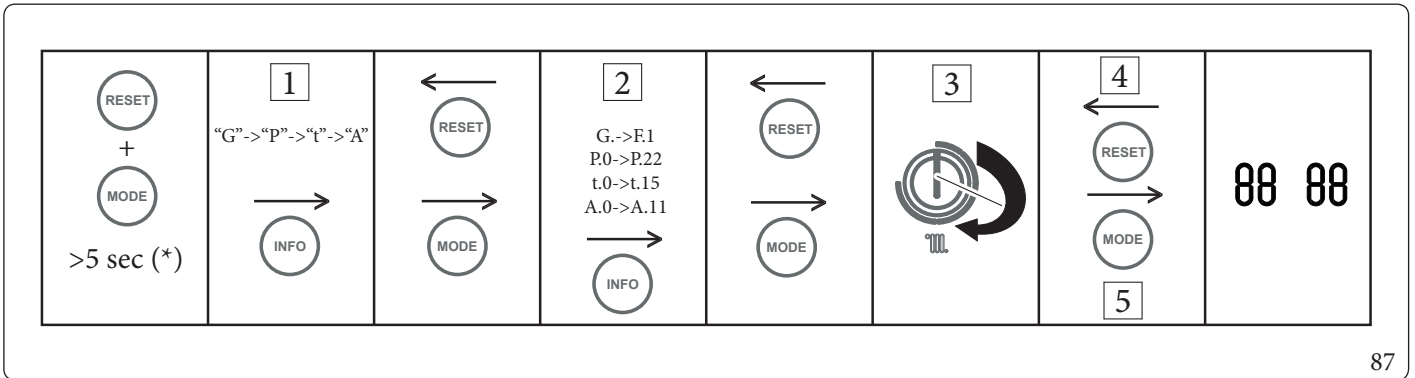 RESET
+
MODE
>5 sec (*)
1
“G”->“P”->“t”->“A”
INFO
RESET
MODE
2
G.->F.1
P.0->P.22
t.0->t.15
A.0->A.11
INFO
RESET
MODE
3
4
RESET
MODE
5
88 88
87